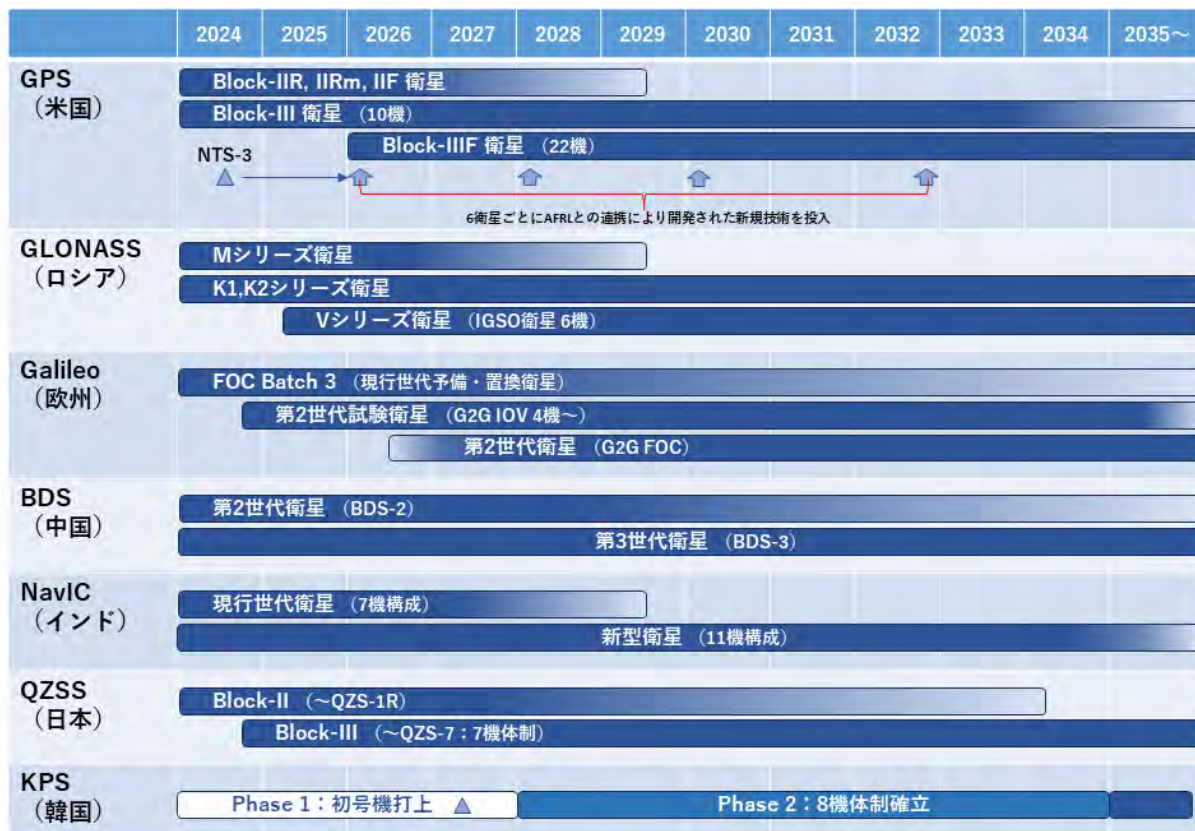 2024 2025 2026 2027 2028 2029 2030 2031 2032 2033 2034 2035～
GPS
（米国）
Block-IIR, IIRm, IIF 衛星
Block-III 衛星（10機）
Block-IIIF 衛星（22機）
NTS-3
6衛星ごとにAFRLとの連携により開発された新規技術を投入
GLONASS
（ロシア）
Mシリーズ衛星
K1,K2シリーズ衛星
Vシリーズ衛星（IGSO衛星 6機）
Galileo
（欧州）
FOC Batch 3（現行世代予備・置換衛星）
第2世代試験衛星（G2G IOV 4機～）
第2世代衛星（G2G FOC）
BDS
（中国）
第2世代衛星（BDS-2）
第3世代衛星（BDS-3）
NavIC
（インド）
現行世代衛星（7機構成）
新型衛星（11機構成）
QZSS
（日本）
Block-II（～QZS-1R）
Block-III（～QZS-7：7機体制）
KPS
（韓国）
Phase 1：初号機打上
Phase 2：8機体制確立